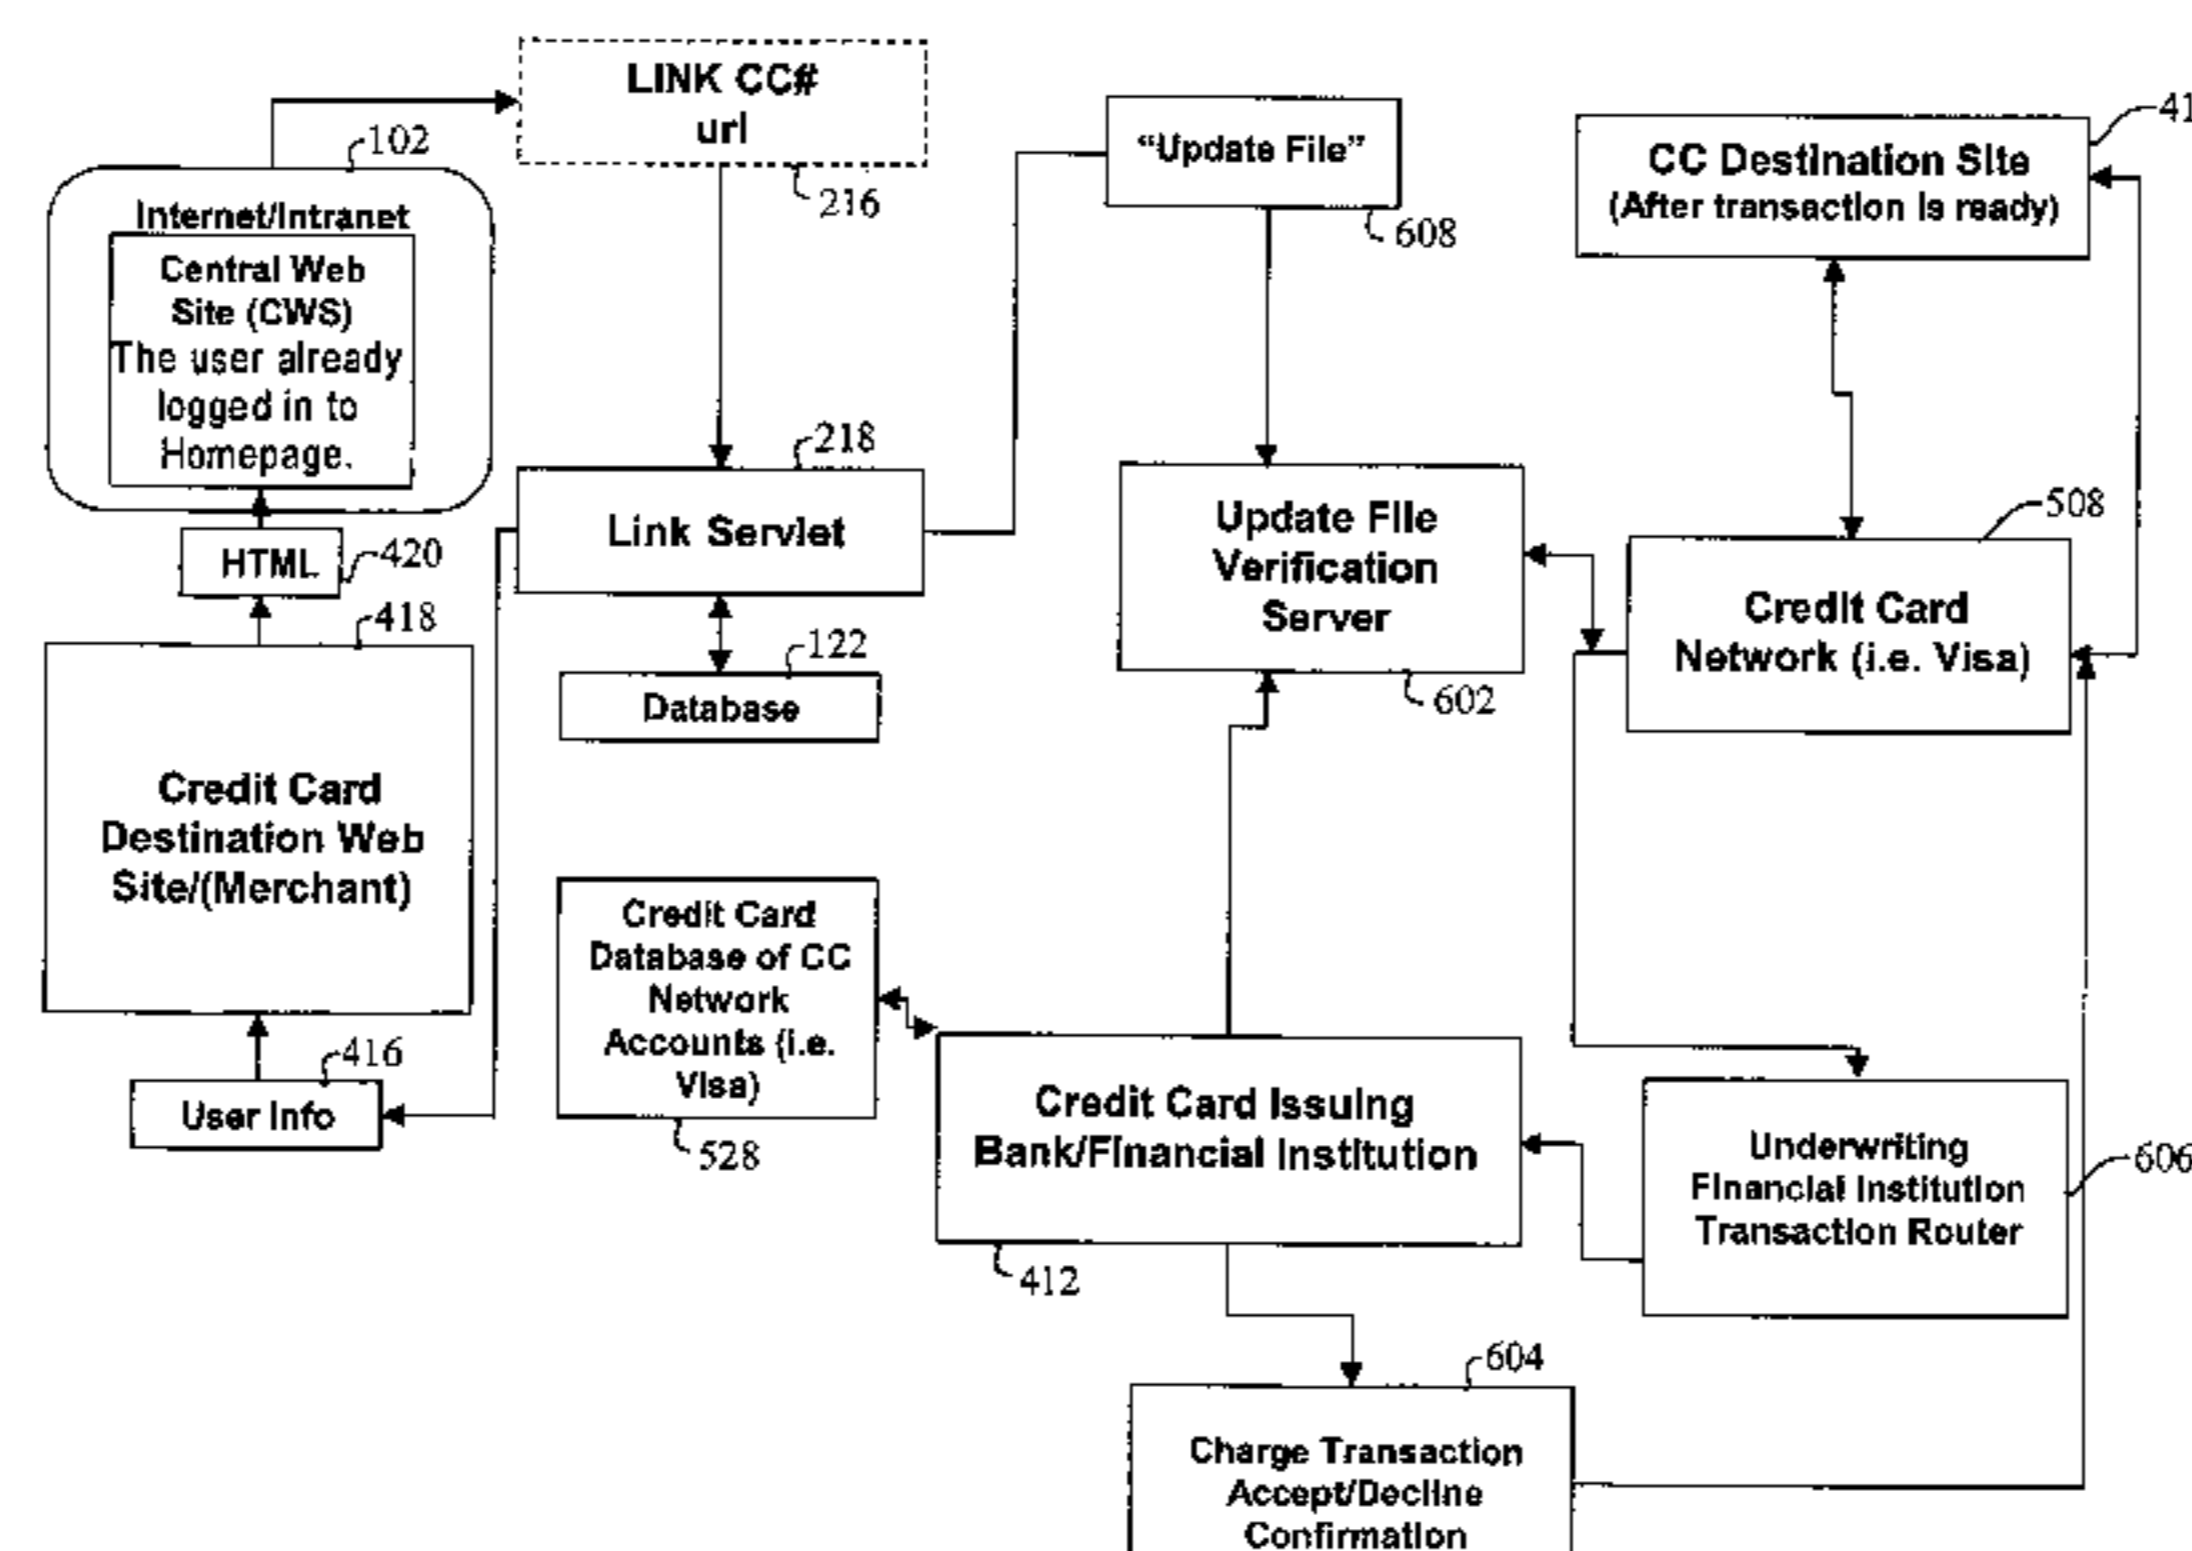 LINK CC#
url
216
102
Internet/Intranet
Central Web
Site (CWS)
The user already
logged in to
Homepage.
HTML
420
418
Credit Card
Destination Web
Site/(Merchant)
416
User Info
218
Link Servlet
122
Database
Credit Card
Database of CC
Network
Accounts (i.e.
Visa)
528
“Update File”
608
Update File
Verification
Server
602
CC Destination Site
(After transaction is ready)
41
508
Credit Card
Network (i.e. Visa)
Credit Card Issuing
Bank/Financial Institution
412
Underwriting
Financial Institution
Transaction Router
606
604
Charge Transaction
Accept/Decline
Confirmation